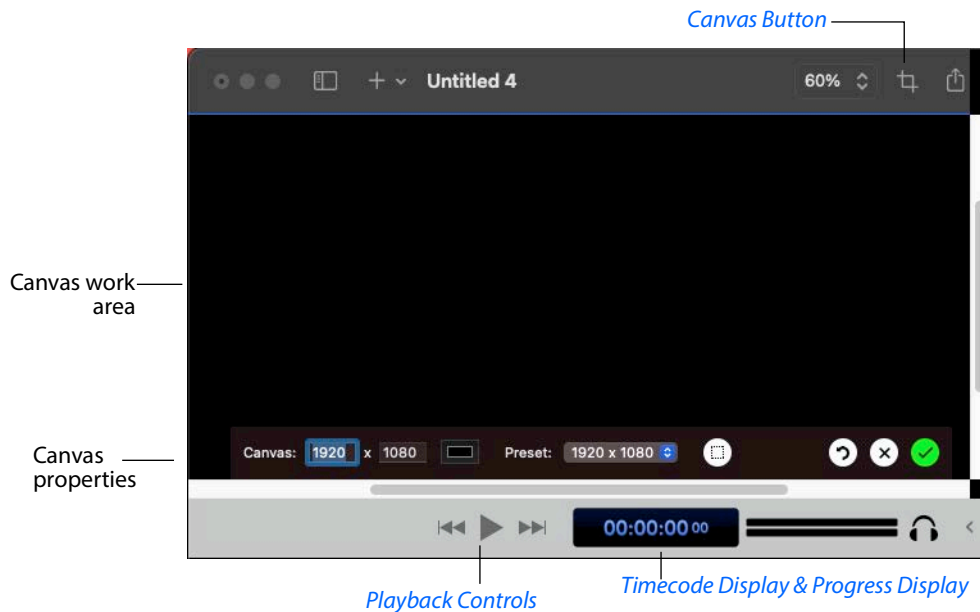 Canvas Button
Untitled 4
60%
Canvas work
area
Canvas
properties
Canvas: 1920 x 1080 Preset: 1920 x 1080
00:00:00 00
Playback Controls
Timecode Display & Progress Display